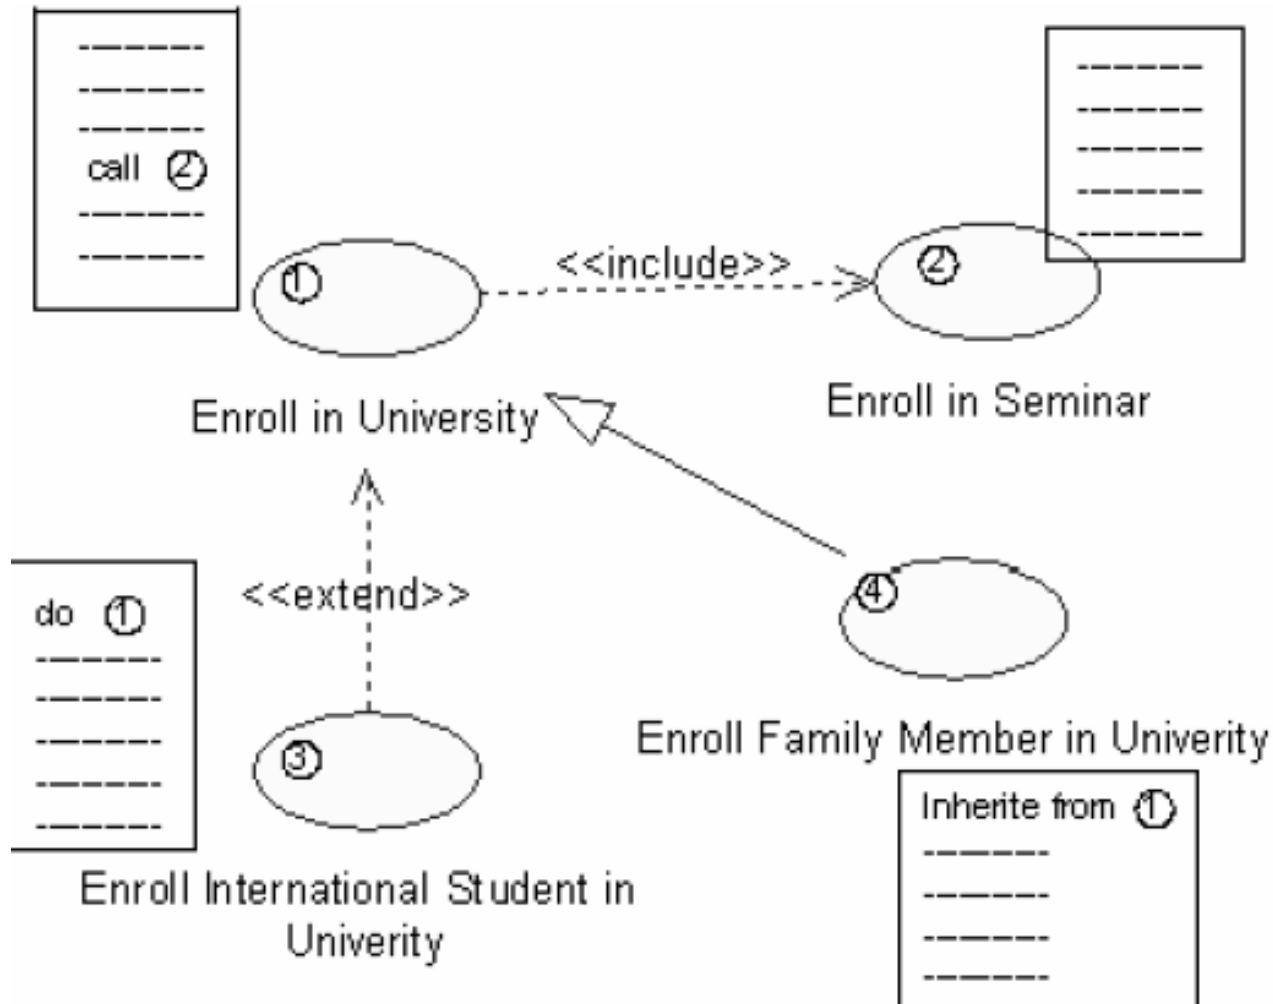 call 2
1
<<include>>
2
Enroll in University
Enroll in Seminar
do 1
<<extend>>
4
3
Enroll Family Member in Univerity
Inherite from 1
Enroll International Student in
Univerity